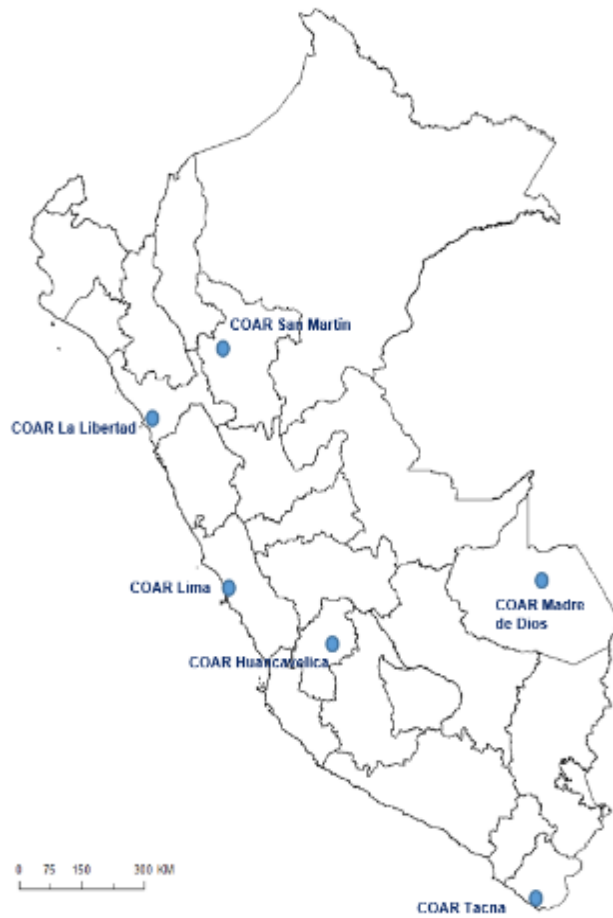 COAR San Martín
COAR La Libertad
COAR Lima
COAR Madre
de Dios
COAR Huancavelica
0 75 150 300 KM
COAR Tacna